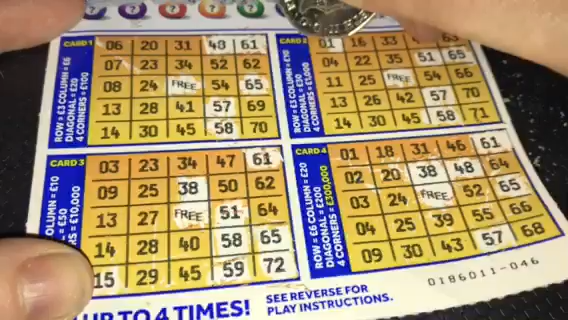 CARD 1
ROW = £3 COLUMN = £6
DIAGONAL = £20
4 CORNERS = £100
06 20 31 48 61
07 23 34 52 62
08 24 FREE 54 65
13 28 41 57 69
14 30 45 58 70
CARD 2
ROW = £3 COLUMN = £10
DIAGONAL = £30
4 CORNERS = £1,000
01 16 33
04 22 35 51 65
11 25 FREE 54 66
13 26 42 57 70
14 30 45 58 71
CARD 3
COLUMN = £10
= £50
= £10,000
03 23 34 47 61
09 25 38 50 62
13 27 FREE 51 64
14 28 40 58 65
15 29 45 59 72
CARD 4
ROW = £6 COLUMN = £20
DIAGONAL = £200
4 CORNERS = £300,000
01 18 31 46 61
02 20 38 48 64
03 24 FREE 52 65
04 25 39 55 66
09 30 43 57 68
UP TO 4 TIMES!
SEE REVERSE FOR
PLAY INSTRUCTIONS.
0186011-046